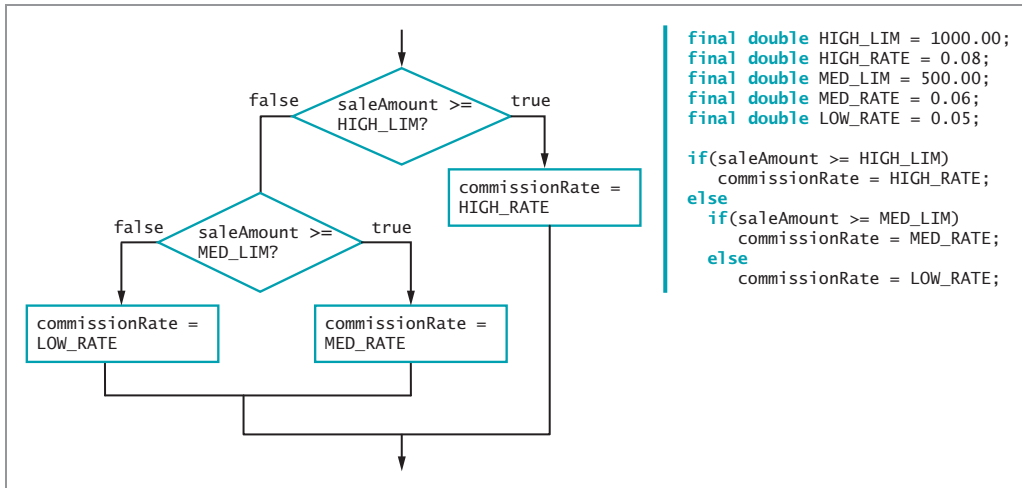 false
saleAmount >=
HIGH_LIM?
true
commissionRate =
HIGH_RATE
false
saleAmount >=
MED_LIM?
true
commissionRate =
LOW_RATE
commissionRate =
MED_RATE
final double HIGH_LIM = 1000.00;
final double HIGH_RATE = 0.08;
final double MED_LIM = 500.00;
final double MED_RATE = 0.06;
final double LOW_RATE = 0.05;
if(saleAmount >= HIGH_LIM)
commissionRate = HIGH_RATE;
else
if(saleAmount >= MED_LIM)
commissionRate = MED_RATE;
else
commissionRate = LOW_RATE;